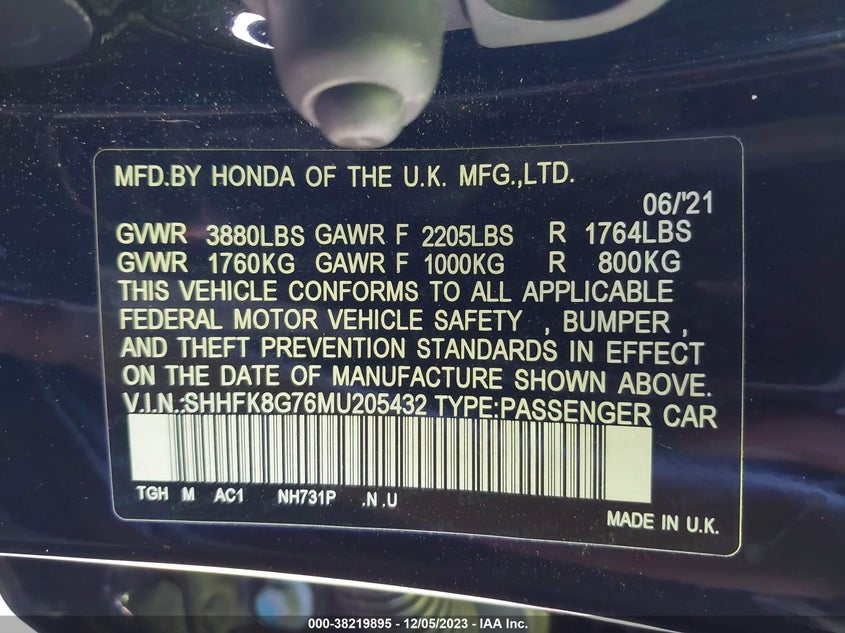 MFD.BY HONDA OF THE U.K. MFG.,LTD.
06/'21
GVWR 3880LBS GAWR F 2205LBS R 1764LBS
GVWR 1760KG GAWR F 1000KG R 800KG
THIS VEHICLE CONFORMS TO ALL APPLICABLE
FEDERAL MOTOR VEHICLE SAFETY , BUMPER ,
AND THEFT PREVENTION STANDARDS IN EFFECT
ON THE DATE OF MANUFACTURE SHOWN ABOVE.
V.I.N.:SHHFK8G76MU205432 TYPE:PASSENGER CAR
TGH M AC1 NH731P .N .U
MADE IN U.K.
000-38219895 - 12/05/2023 - IAA Inc.